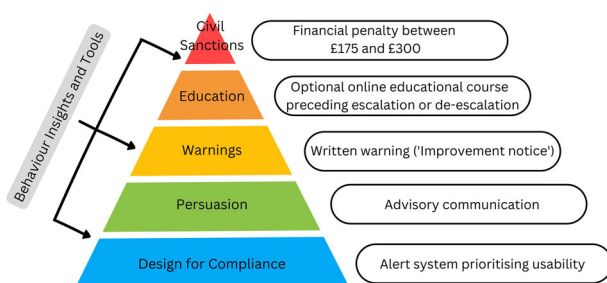 Behaviour Insights and Tools
Civil
Sanctions
Financial penalty between
£175 and £300
Education
Optional online educational course
preceding escalation or de-escalation
Warnings
Written warning ('Improvement notice')
Persuasion
Advisory communication
Design for Compliance
Alert system prioritising usability